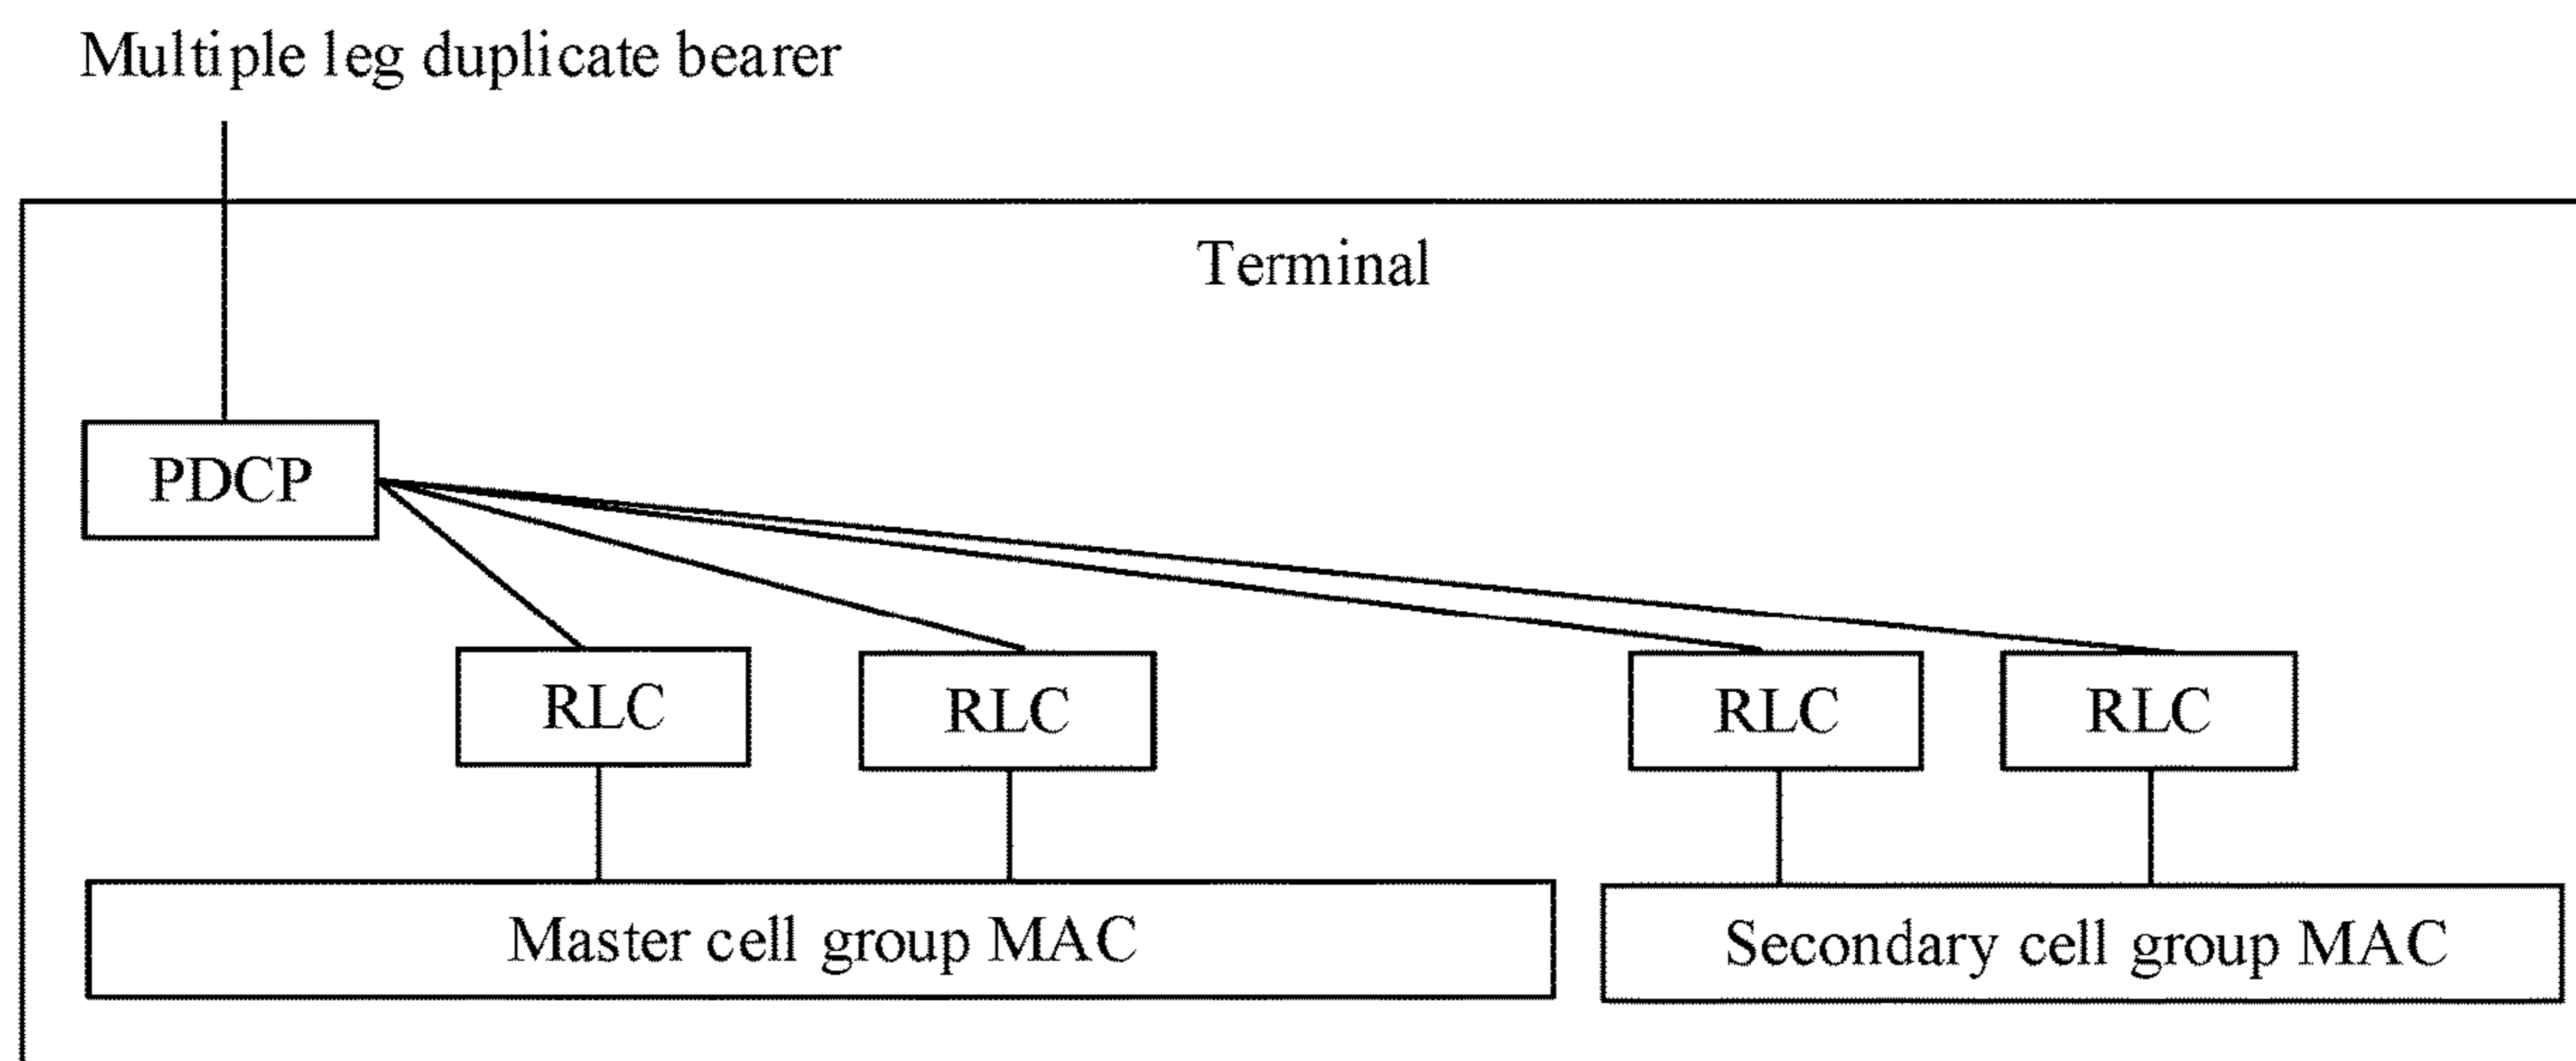 Multiple leg duplicate bearer
Terminal
PDCP
RLC
RLC
RLC
RLC
Master cell group MAC
Secondary cell group MAC